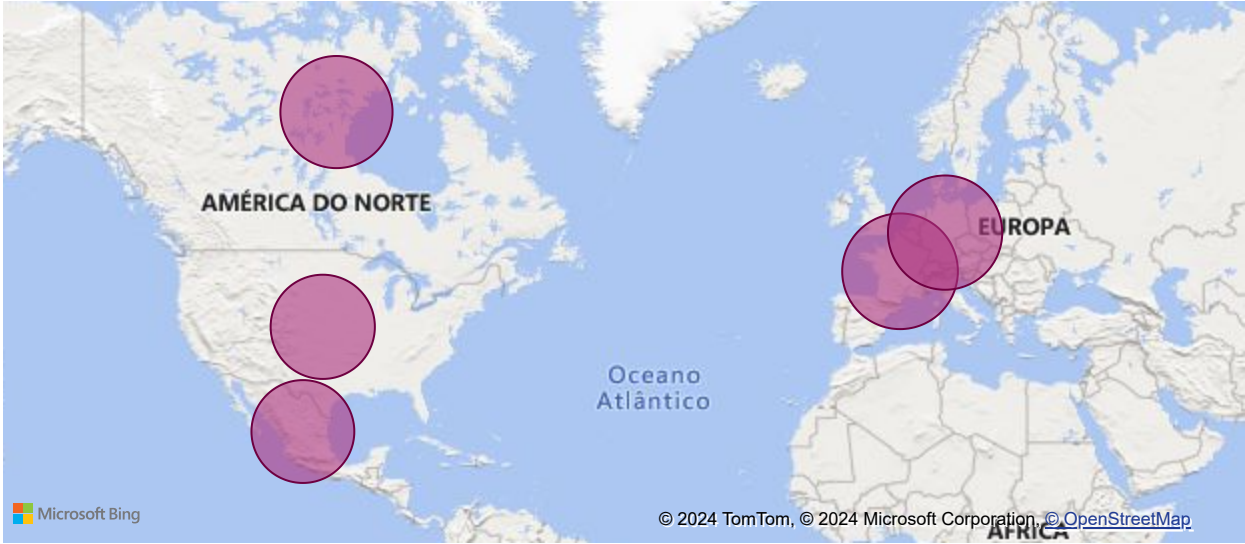 AMÉRICA DO NORTE
EUROPA
Oceano
Atlântico
Microsoft Bing
© 2024 TomTom, © 2024 Microsoft Corporation, © OpenStreetMap
ÁFRICA